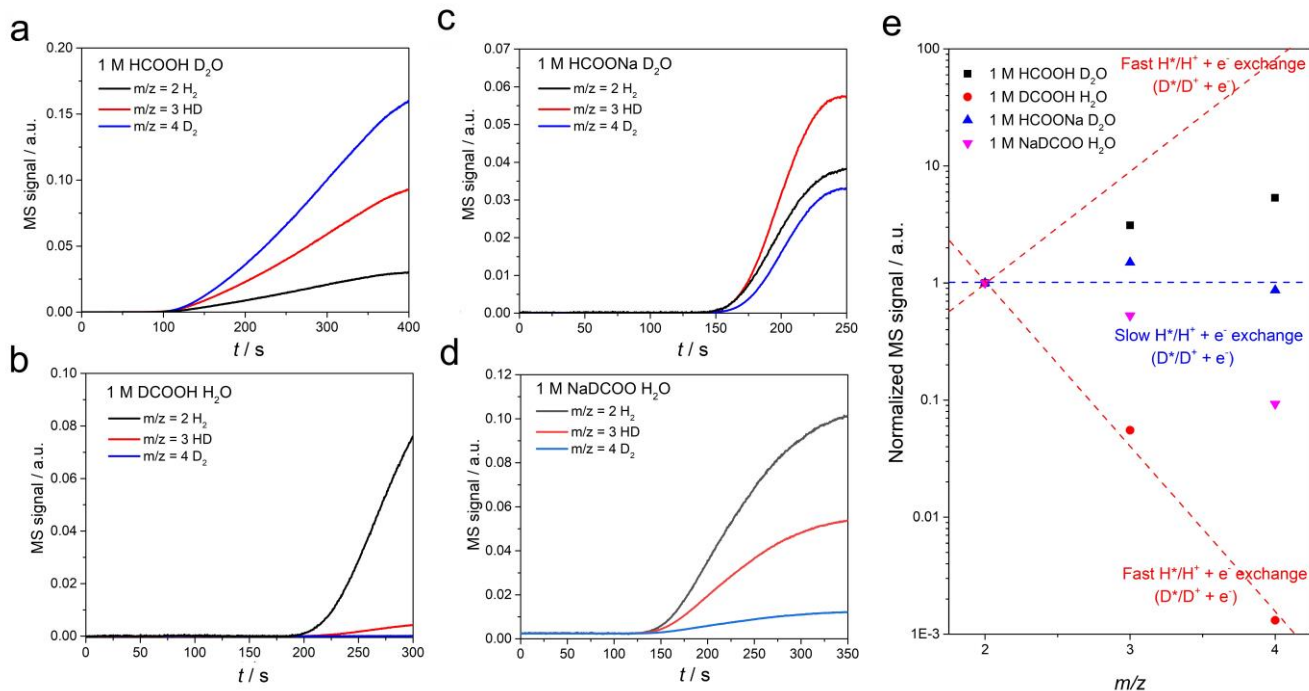 a
0.20
0.15
0.10
0.05
0.00
MS signal / a.u.
1 M HCOOH D₂O
m/z = 2 H₂
m/z = 3 HD
m/z = 4 D₂
0 100 200 300 400
t / s
b
0.10
0.08
0.06
0.04
0.02
0.00
MS signal / a.u.
1 M DCOOH H₂O
m/z = 2 H₂
m/z = 3 HD
m/z = 4 D₂
0 50 100 150 200 250 300
t / s
c
0.07
0.06
0.05
0.04
0.03
0.01
0.00
MS signal / a.u.
1 M HCOONa D₂O
m/z = 2 H₂
m/z = 3 HD
m/z = 4 D₂
0 50 100 150 200 250
t / s
d
0.12
0.10
0.08
0.06
0.04
0.02
0.00
MS signal / a.u.
1 M NaDCOO H₂O
m/z = 2 H₂
m/z = 3 HD
m/z = 4 D₂
0 50 100 150 200 250 300 350
t / s
e
100
10
1
0.1
0.01
1E-3
Normalized MS signal / a.u.
1 M HCOOH D₂O
1 M DCOOH H₂O
1 M HCOONa D₂O
1 M NaDCOO H₂O
Fast H*/H⁺ + e⁻ exchange
(D*/D⁺ + e⁻)
Slow H*/H⁺ + e⁻ exchange
(D*/D⁺ + e⁻)
Fast H*/H⁺ + e⁻ exchange
(D*/D⁺ + e⁻)
2 3 4
m/z